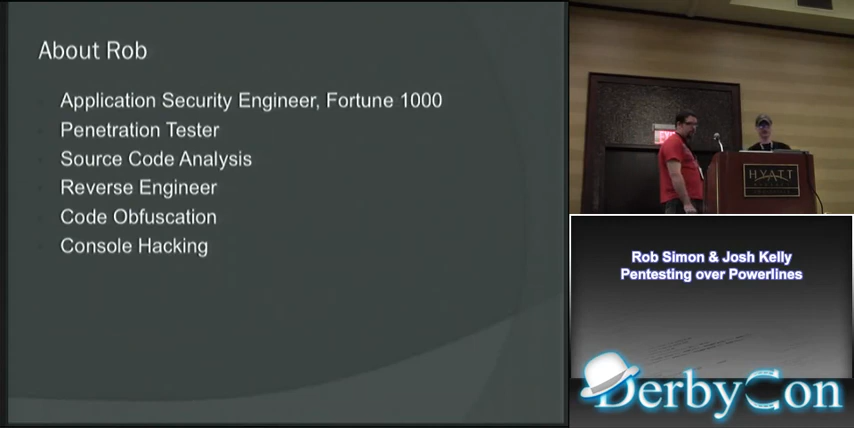 About Rob
Application Security Engineer, Fortune 1000
Penetration Tester
Source Code Analysis
Reverse Engineer
Code Obfuscation
Console Hacking
HYATT
Rob Simon & Josh Kelly
Pentesting over Powerlines
DerbyCon